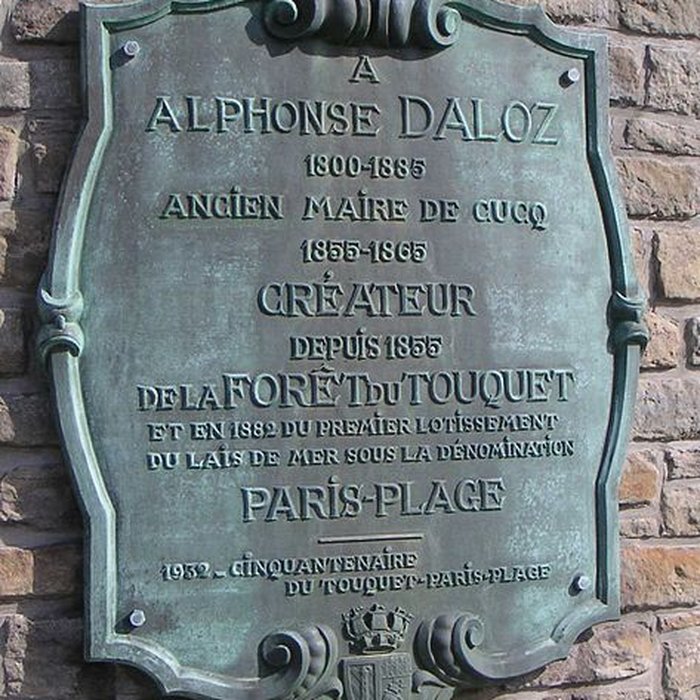 A
ALPHONSE DALOZ
1800-1885
ANCIEN MAIRE DE CUCQ
1855-1865
CRÉATEUR
DEPUIS 1855
DE LA FORÊT DU TOUQUET
ET EN 1882 DU PREMIER LOTISSEMENT
DU LAIS DE MER SOUS LA DÉNOMINATION
PARIS-PLAGE
1932 - CINQUANTENAIRE
DU TOUQUET-PARIS-PLAGE